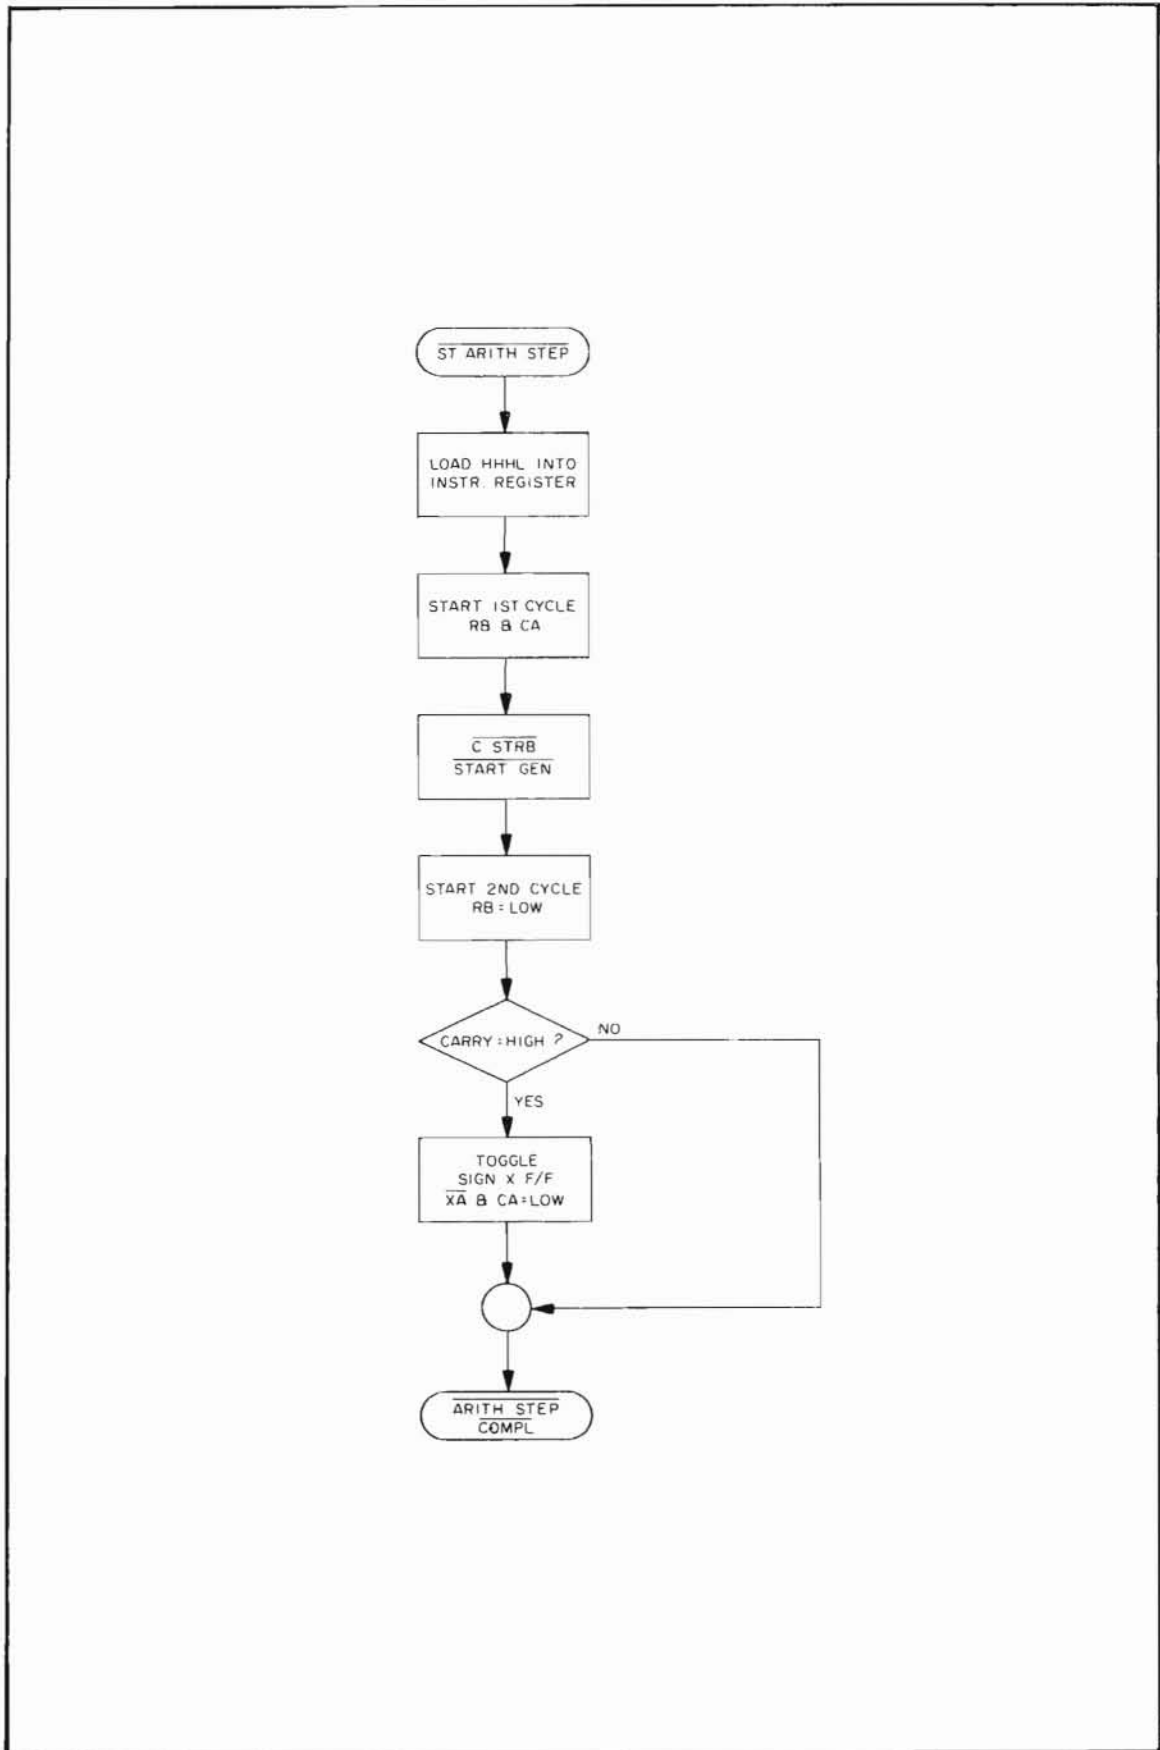 ST ARITH STEP
LOAD HHHL INTO
INSTR. REGISTER
START 1ST CYCLE
RB & CA
C STRB
START GEN
START 2ND CYCLE
RB = LOW
CARRY = HIGH ?
NO
YES
TOGGLE
SIGN X F/F
XA & CA = LOW
ARITH STEP
COMPL